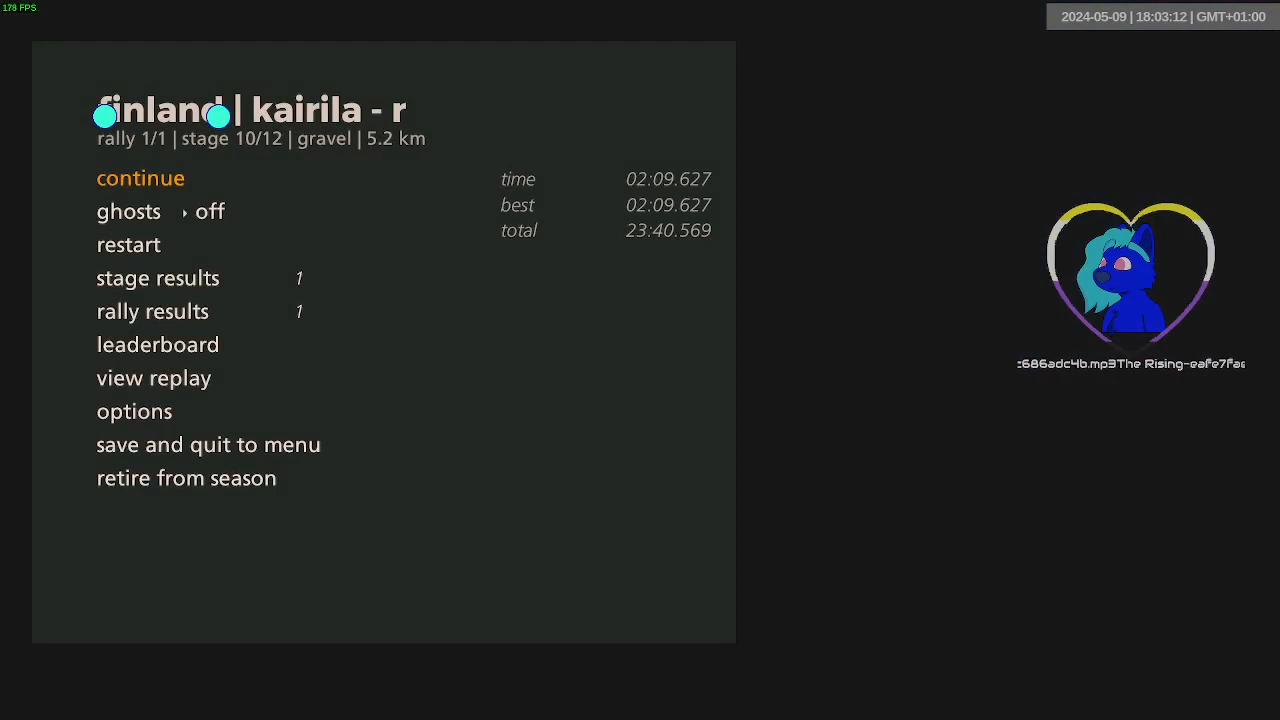 178 FPS
2024-05-09 | 18:03:12 | GMT+01:00
finland | kairila - r
rally 1/1 | stage 10/12 | gravel | 5.2 km
continue
ghosts off
restart
stage results 1
rally results 1
leaderboard
view replay
options
save and quit to menu
retire from season
time 02:09.627
best 02:09.627
total 23:40.569
c686adc4b.mp3The Rising-eafe7fac